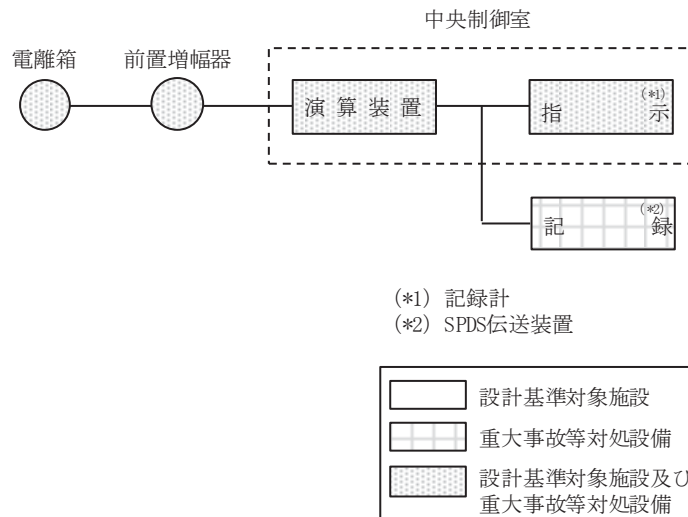 中央制御室
電離箱
前置増幅器
演算装置
指示
(*1)
記録
(*2)
(*1) 記録計
(*2) SPDS伝送装置
設計基準対象施設
重大事故等対処設備
設計基準対象施設及び
重大事故等対処設備